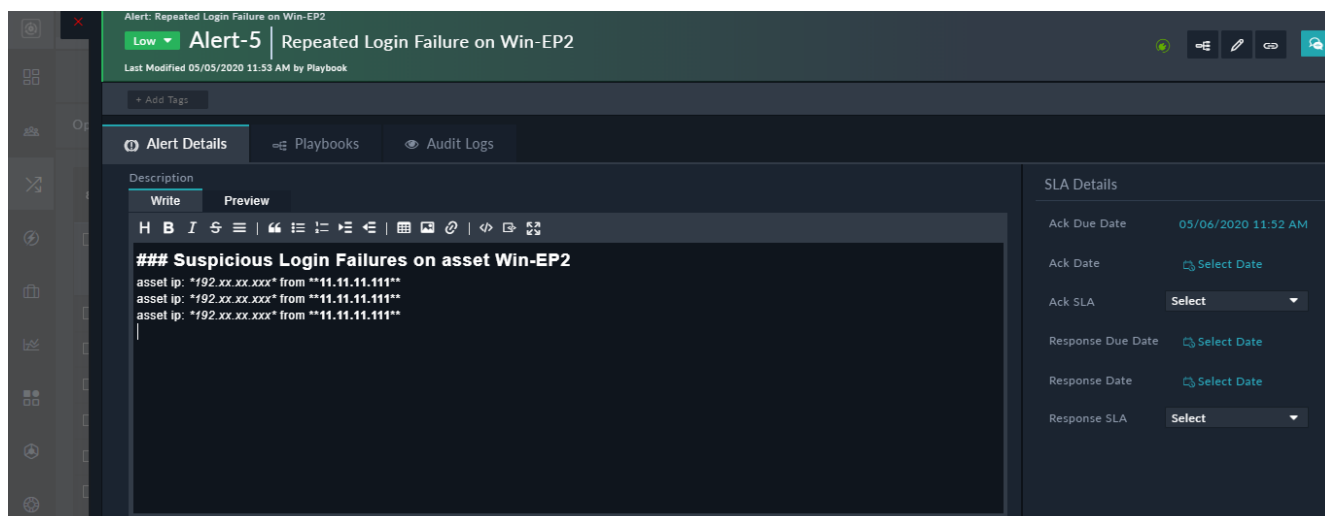 Alert: Repeated Login Failure on Win-EP2
Low Alert-5 | Repeated Login Failure on Win-EP2
Last Modified 05/05/2020 11:53 AM by Playbook
+ Add Tags
Op
Alert Details Playbooks Audit Logs
Description
Write Preview
H B I S
### Suspicious Login Failures on asset Win-EP2
asset ip: *192.xx.xx.xxx* from **11.11.11.111**
asset ip: *192.xx.xx.xxx* from **11.11.11.111**
asset ip: *192.xx.xx.xxx* from **11.11.11.111**
SLA Details
Ack Due Date 05/06/2020 11:52 AM
Ack Date Select Date
Ack SLA Select
Response Due Date Select Date
Response Date Select Date
Response SLA Select